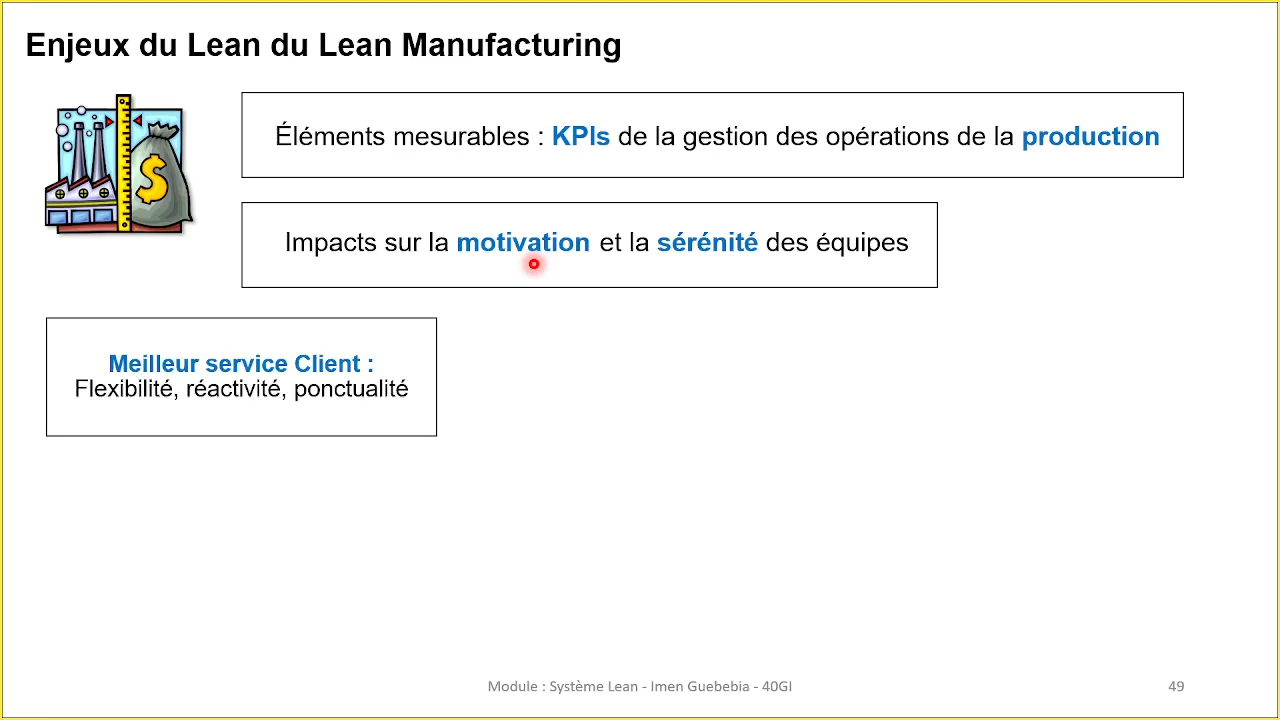 Enjeux du Lean du Lean Manufacturing
Éléments mesurables : KPIs de la gestion des opérations de la production
$
Impacts sur la motivation et la sérénité des équipes
Meilleur service Client :
Flexibilité, réactivité, ponctualité
Module : Système Lean - Imen Guebebia - 40GI
49